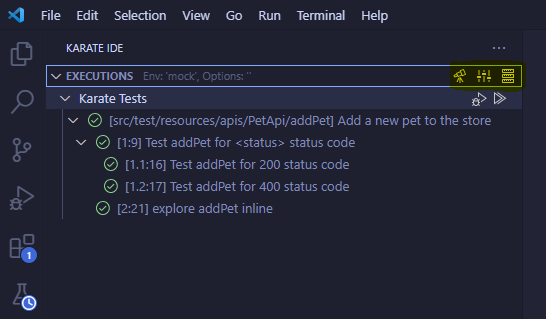 File Edit Selection View Go Run Terminal Help
KARATE IDE
EXECUTIONS Env: 'mock', Options: ''
Karate Tests
[src/test/resources/apis/PetApi/addPet] Add a new pet to the store
[1:9] Test addPet for <status> status code
[1.1:16] Test addPet for 200 status code
[1.2:17] Test addPet for 400 status code
[2:21] explore addPet inline
1